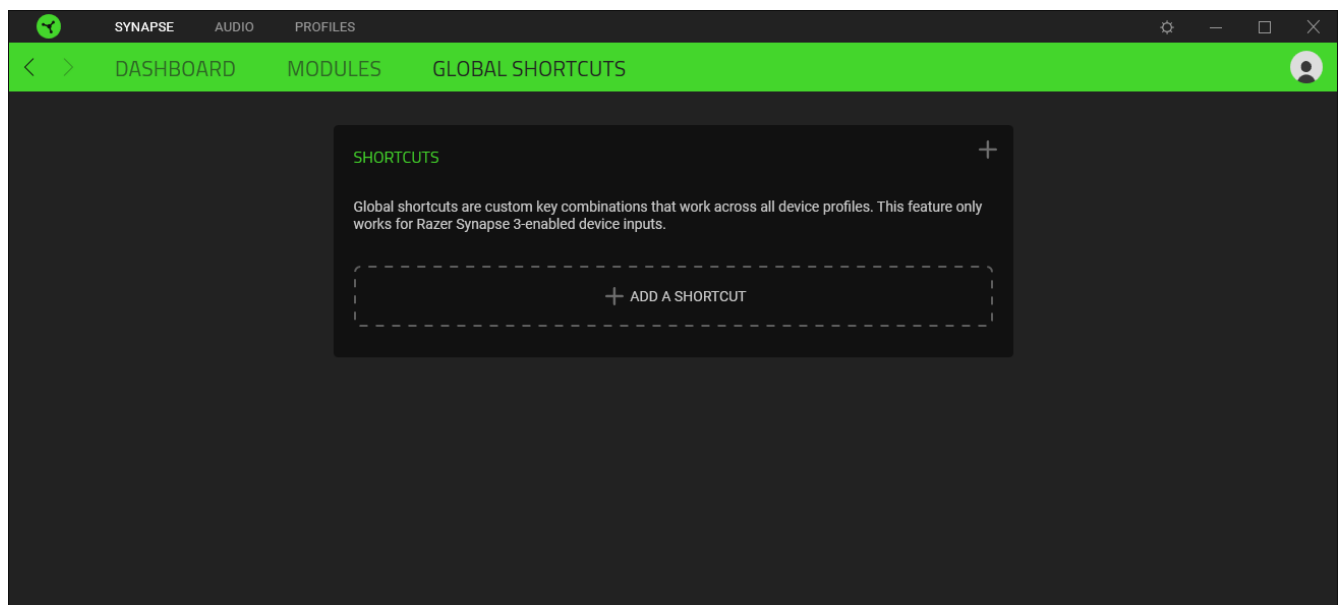 SYNAPSE AUDIO PROFILES
DASHBOARD MODULES GLOBAL SHORTCUTS
SHORTCUTS
Global shortcuts are custom key combinations that work across all device profiles. This feature only
works for Razer Synapse 3-enabled device inputs.
ADD A SHORTCUT